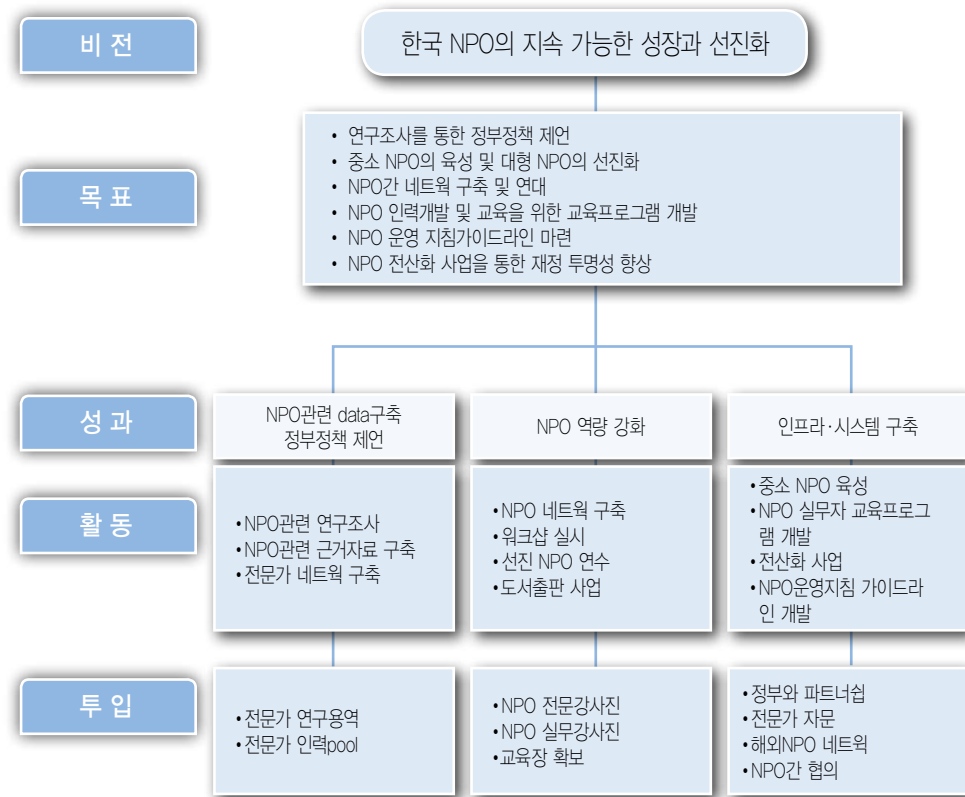 비 전
한국 NPO의 지속 가능한 성장과 선진화
목 표
• 연구조사를 통한 정부정책 제언
• 중소 NPO의 육성 및 대형 NPO의 선진화
• NPO간 네트웍 구축 및 연대
• NPO 인력개발 및 교육을 위한 교육프로그램 개발
• NPO 운영 지침가이드라인 마련
• NPO 전산화 사업을 통한 재정 투명성 향상
성 과
NPO관련 data구축
정부정책 제언
NPO 역량 강화
인프라·시스템 구축
활 동
•NPO관련 연구조사
•NPO관련 근거자료 구축
•전문가 네트웍 구축
•NPO 네트웍 구축
•워크샵 실시
•선진 NPO 연수
•도서출판 사업
•중소 NPO 육성
•NPO 실무자 교육프로그
램 개발
•전산화 사업
•NPO운영지침 가이드라
인 개발
투 입
•전문가 연구용역
•전문가 인력pool
•NPO 전문강사진
•NPO 실무강사진
•교육장 확보
•정부와 파트너쉽
•전문가 자문
•해외NPO 네트웍
•NPO간 협의